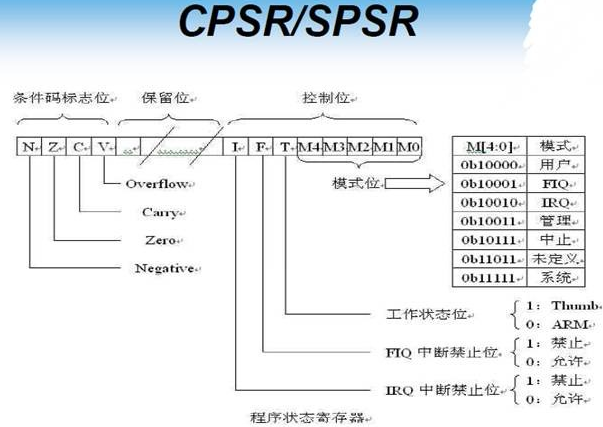 CPSR/SPSR
条件码标志位 保留位 控制位
N Z C V .. ........ I F T M4 M3 M2 M1 M0
M[4:0] 模式
0b10000 用户
0b10001 FIQ
0b10010 IRQ
0b10011 管理
0b10111 中止
0b11011 未定义
0b11111 系统
模式位
Overflow
Carry
Zero
Negative
工作状态位
1：Thumb
0：ARM
FIQ 中断禁止位
1：禁止
0：允许
IRQ 中断禁止位
1：禁止
0：允许
程序状态寄存器